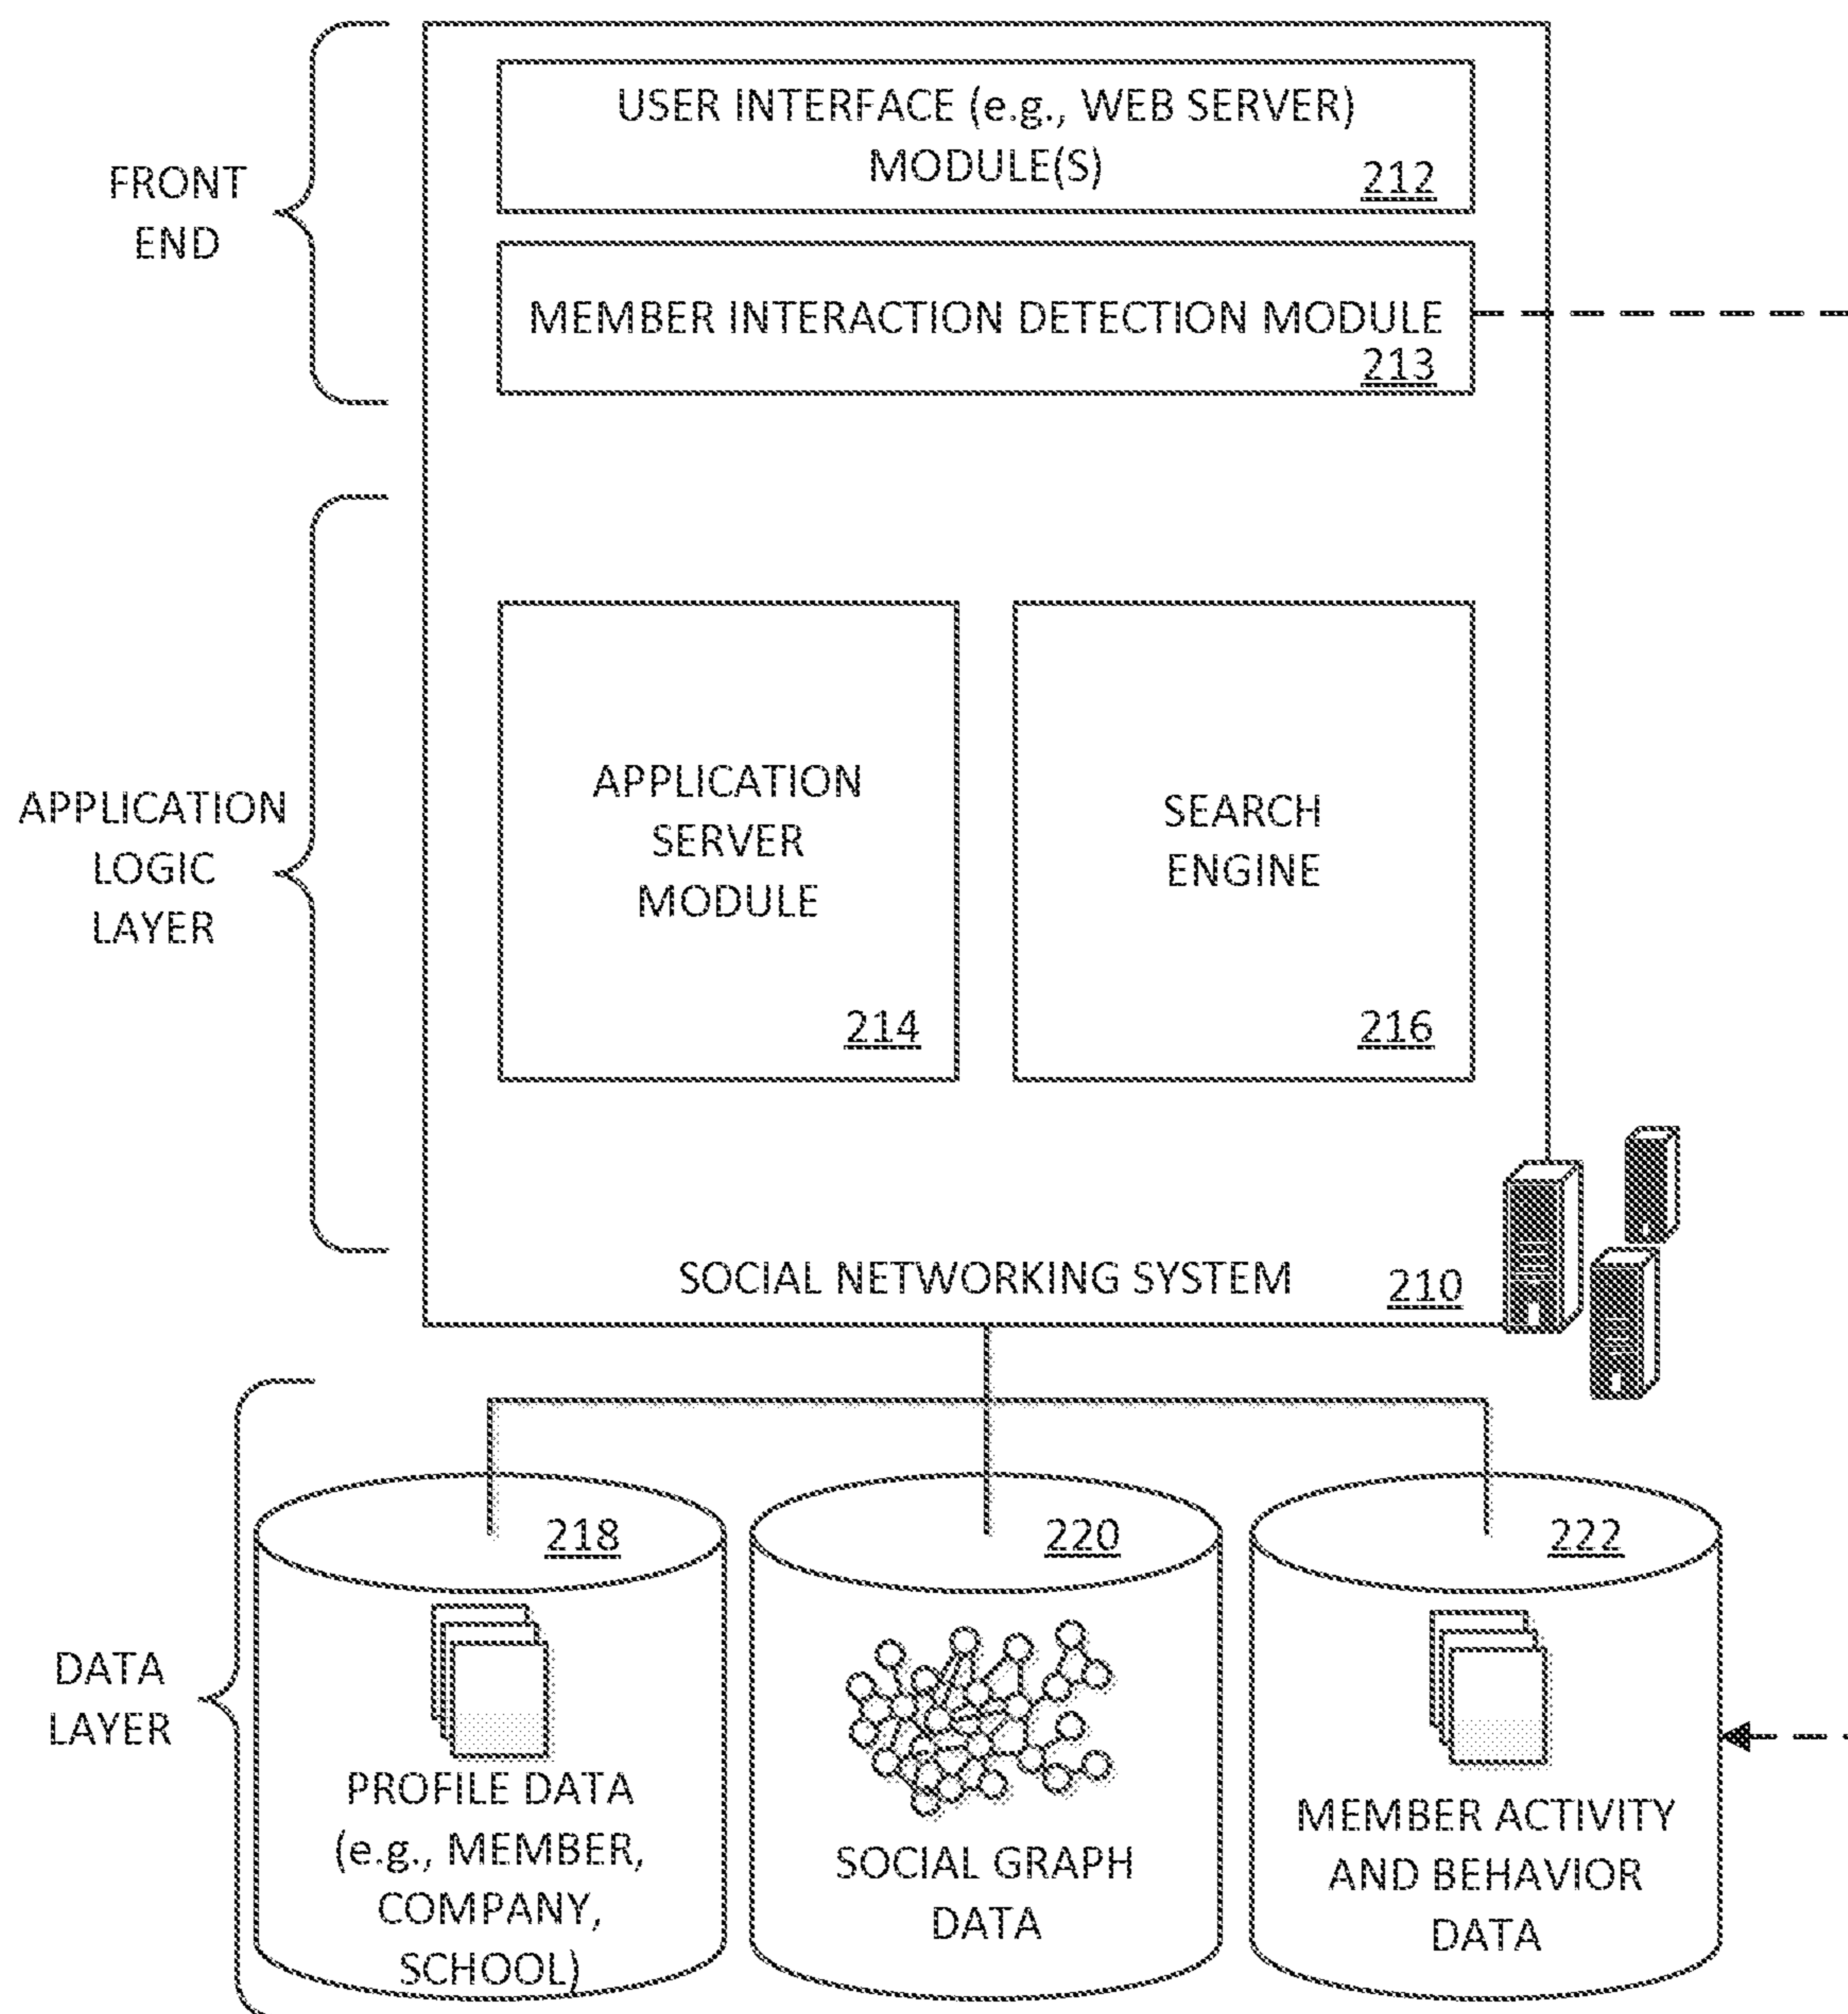 FRONT
END
USER INTERFACE (e.g., WEB SERVER)
MODULE(S)
212
MEMBER INTERACTION DETECTION MODULE
213
APPLICATION
LOGIC
LAYER
APPLICATION
SERVER
MODULE
214
SEARCH
ENGINE
216
SOCIAL NETWORKING SYSTEM
210
DATA
LAYER
218
PROFILE DATA
(e.g., MEMBER,
COMPANY,
SCHOOL)
220
SOCIAL GRAPH
DATA
222
MEMBER ACTIVITY
AND BEHAVIOR
DATA